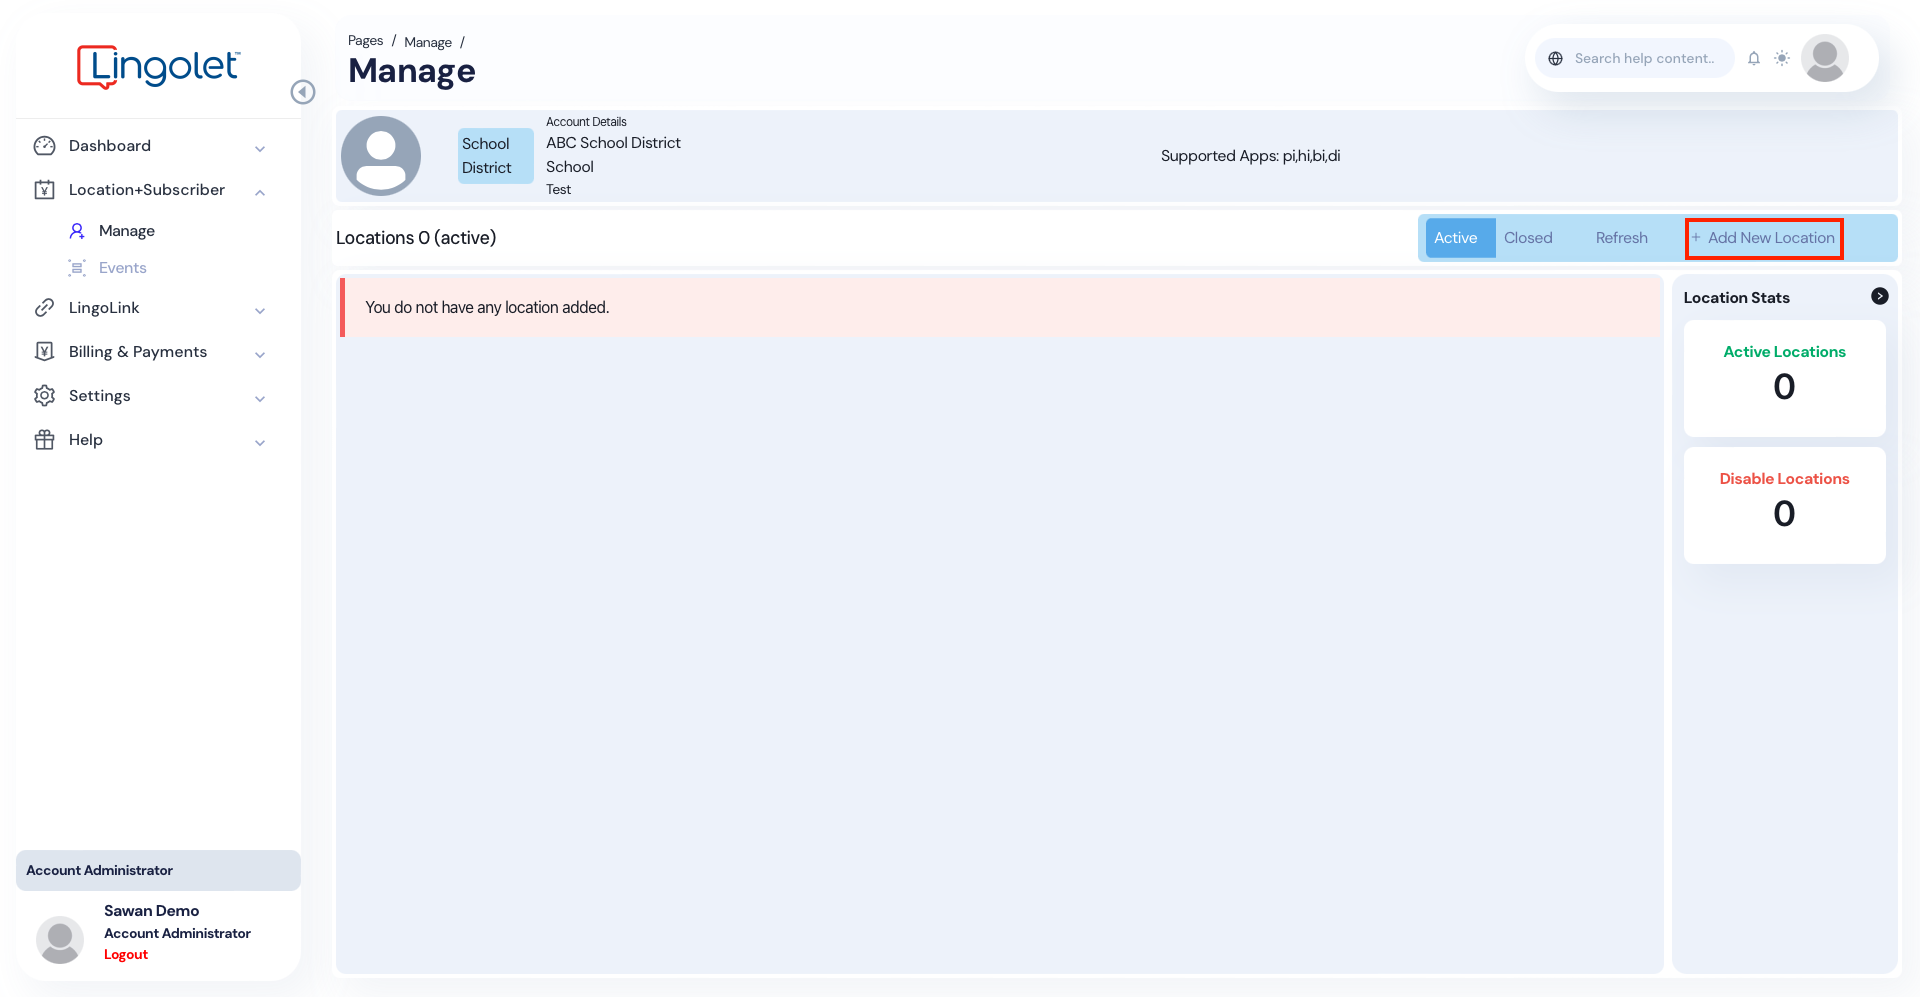 Lingolet™
Dashboard
Location+Subscriber
Manage
Events
LingoLink
Billing & Payments
Settings
Help
Account Administrator
Sawan Demo
Account Administrator
Logout
Pages / Manage /
Manage
Search help content..
School
District
Account Details
ABC School District
School
Test
Supported Apps: pi,hi,bi,di
Locations 0 (active)
Active Closed Refresh + Add New Location
You do not have any location added.
Location Stats
Active Locations
0
Disable Locations
0